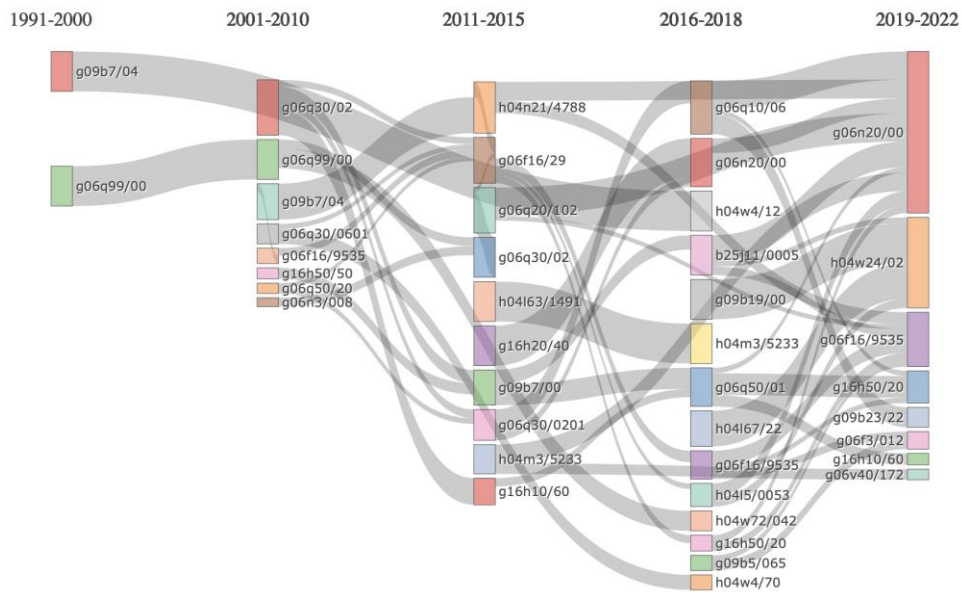 1991-2000
2001-2010
2011-2015
2016-2018
2019-2022
g09b7/04
g06q99/00
g06q30/02
g06q99/00
g09b7/04
g06q30/0601
g06f16/9535
g16h50/50
g06q50/20
g06n3/008
h04n21/4788
g06f16/29
g06q20/102
g06q30/02
h04l63/1491
g16h20/40
g09b7/00
g06q30/0201
h04m3/5233
g16h10/60
g06q10/06
g06n20/00
h04w4/12
b25j11/0005
g09b19/00
h04m3/5233
g06q50/01
h04l67/22
g06f16/9535
h04l5/0053
h04w72/042
g16h50/20
g09b5/065
h04w4/70
g06n20/00
h04w24/02
g06f16/9535
g16h50/20
g09b23/22
g06f3/012
g16h10/60
g06v40/172